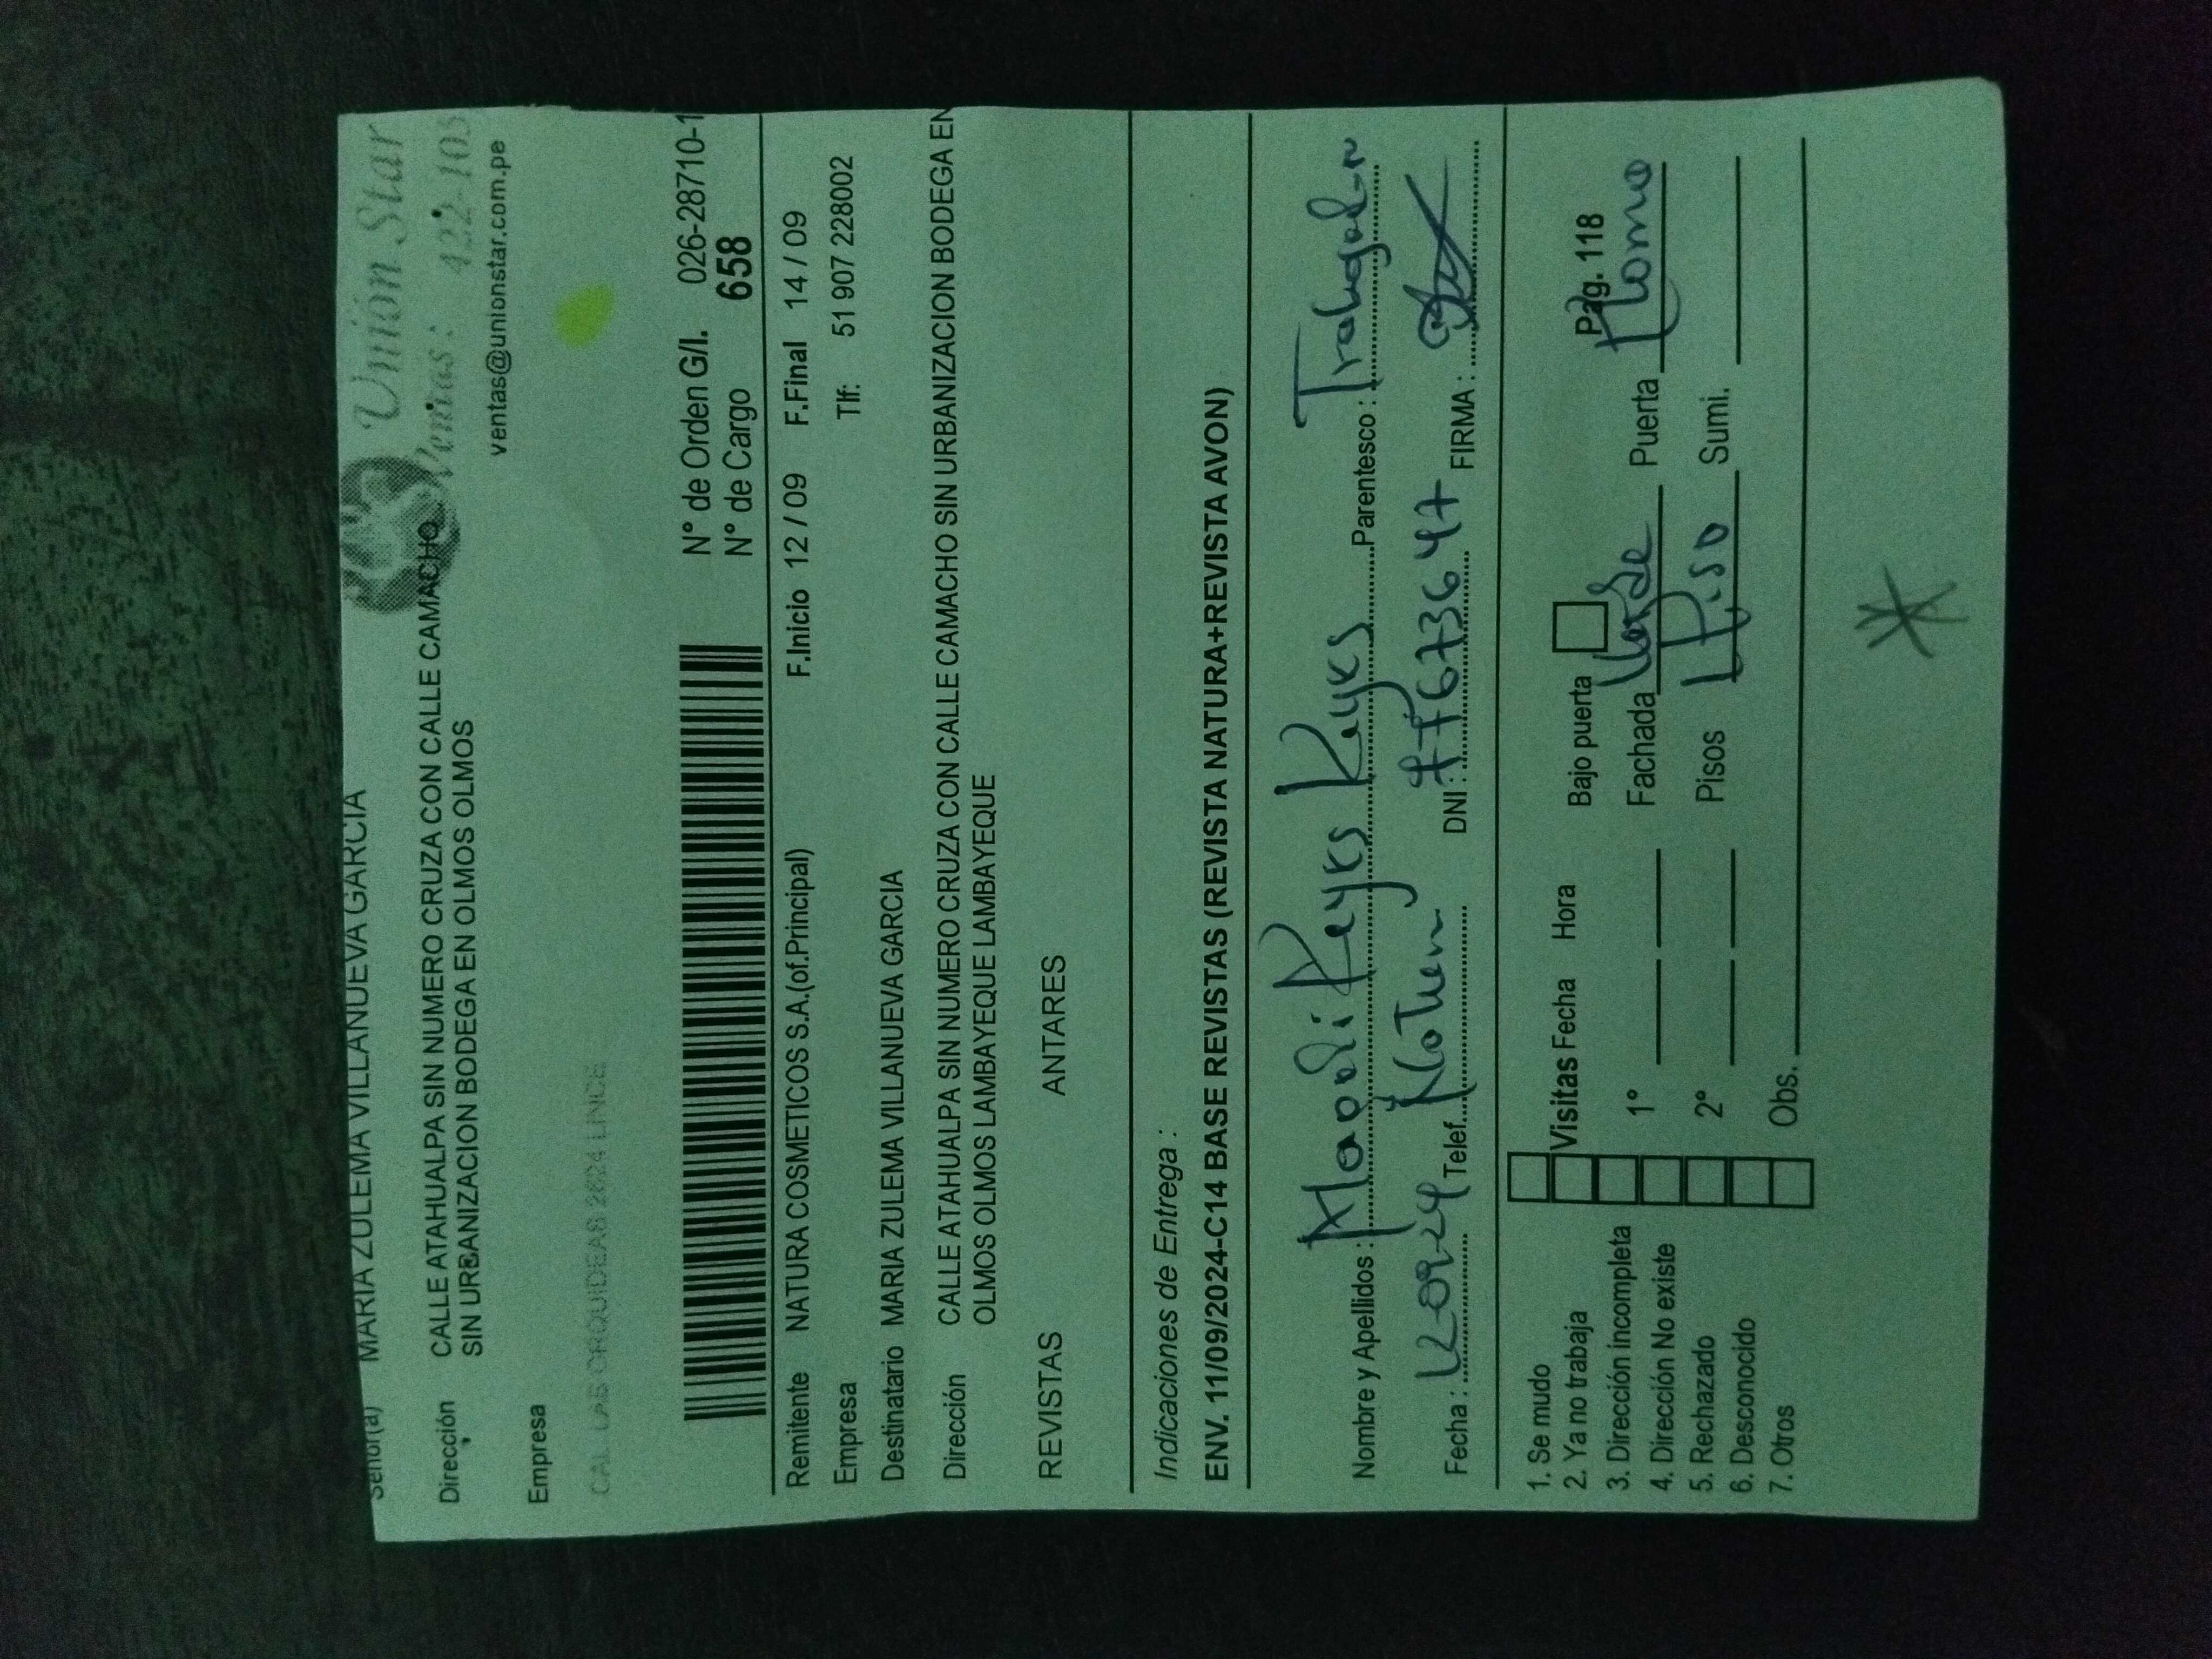 Señor(a) MARIA ZULEMA VILLANUEVA GARCIA
Union Star
Ventas : 422-103
ventas@unionstar.com.pe
Dirección CALLE ATAHUALPA SIN NUMERO CRUZA CON CALLE CAMACHO
SIN URBANIZACION BODEGA EN OLMOS OLMOS
Empresa
CAL LAS ORQUIDEAS 2624 LINCE
N° de Orden G/I. 026-28710-1
N° de Cargo 658
Remitente NATURA COSMETICOS S.A.(of.Principal) F.Inicio 12 / 09 F.Final 14 / 09
Empresa Tlf: 51 907 228002
Destinatario MARIA ZULEMA VILLANUEVA GARCIA
Dirección CALLE ATAHUALPA SIN NUMERO CRUZA CON CALLE CAMACHO SIN URBANIZACION BODEGA EN
OLMOS OLMOS LAMBAYEQUE LAMBAYEQUE
REVISTAS ANTARES
Indicaciones de Entrega :
ENV. 11/09/2024-C14 BASE REVISTAS (REVISTA NATURA+REVISTA AVON)
Nombre y Apellidos : Reyes Reyes Parentesco :
Fecha : Telef. DNI : FIRMA :
1. Se mudo
2. Ya no trabaja
3. Dirección incompleta
4. Dirección No existe
5. Rechazado
6. Desconocido
7. Otros
Visitas Fecha Hora Bajo puerta Pág. 118
1° Fachada Verde Puerta Plomo
2° Pisos 1 Piso Sumi.
Obs.